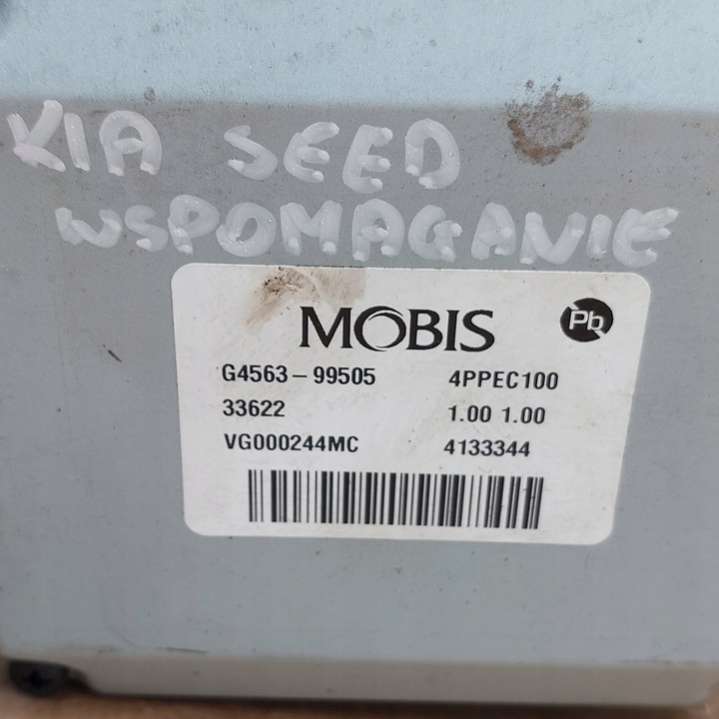 KIA SEED
WSPOMAGANIE
MOBIS Pb
G4563-99505 4PPEC100
33622 1.00 1.00
VG000244MC 4133344